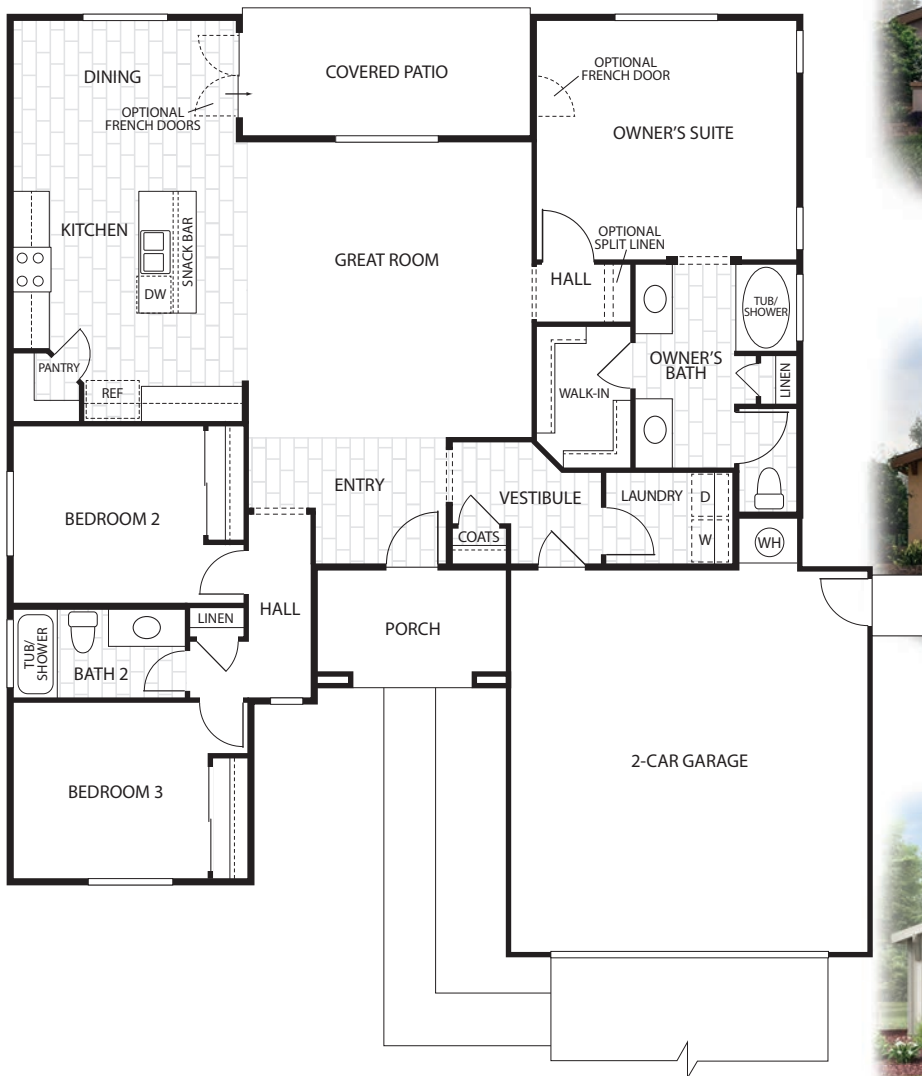 DINING
OPTIONAL
FRENCH DOORS
COVERED PATIO
OPTIONAL
FRENCH DOOR
OWNER'S SUITE
KITCHEN
SNACK BAR
DW
GREAT ROOM
OPTIONAL
SPLIT LINEN
HALL
TUB/
SHOWER
PANTRY
REF
WALK-IN
OWNER'S
BATH
LINEN
BEDROOM 2
ENTRY
VESTIBULE
COATS
LAUNDRY
D
W
WH
LINEN
HALL
PORCH
TUB/
SHOWER
BATH 2
BEDROOM 3
2-CAR GARAGE